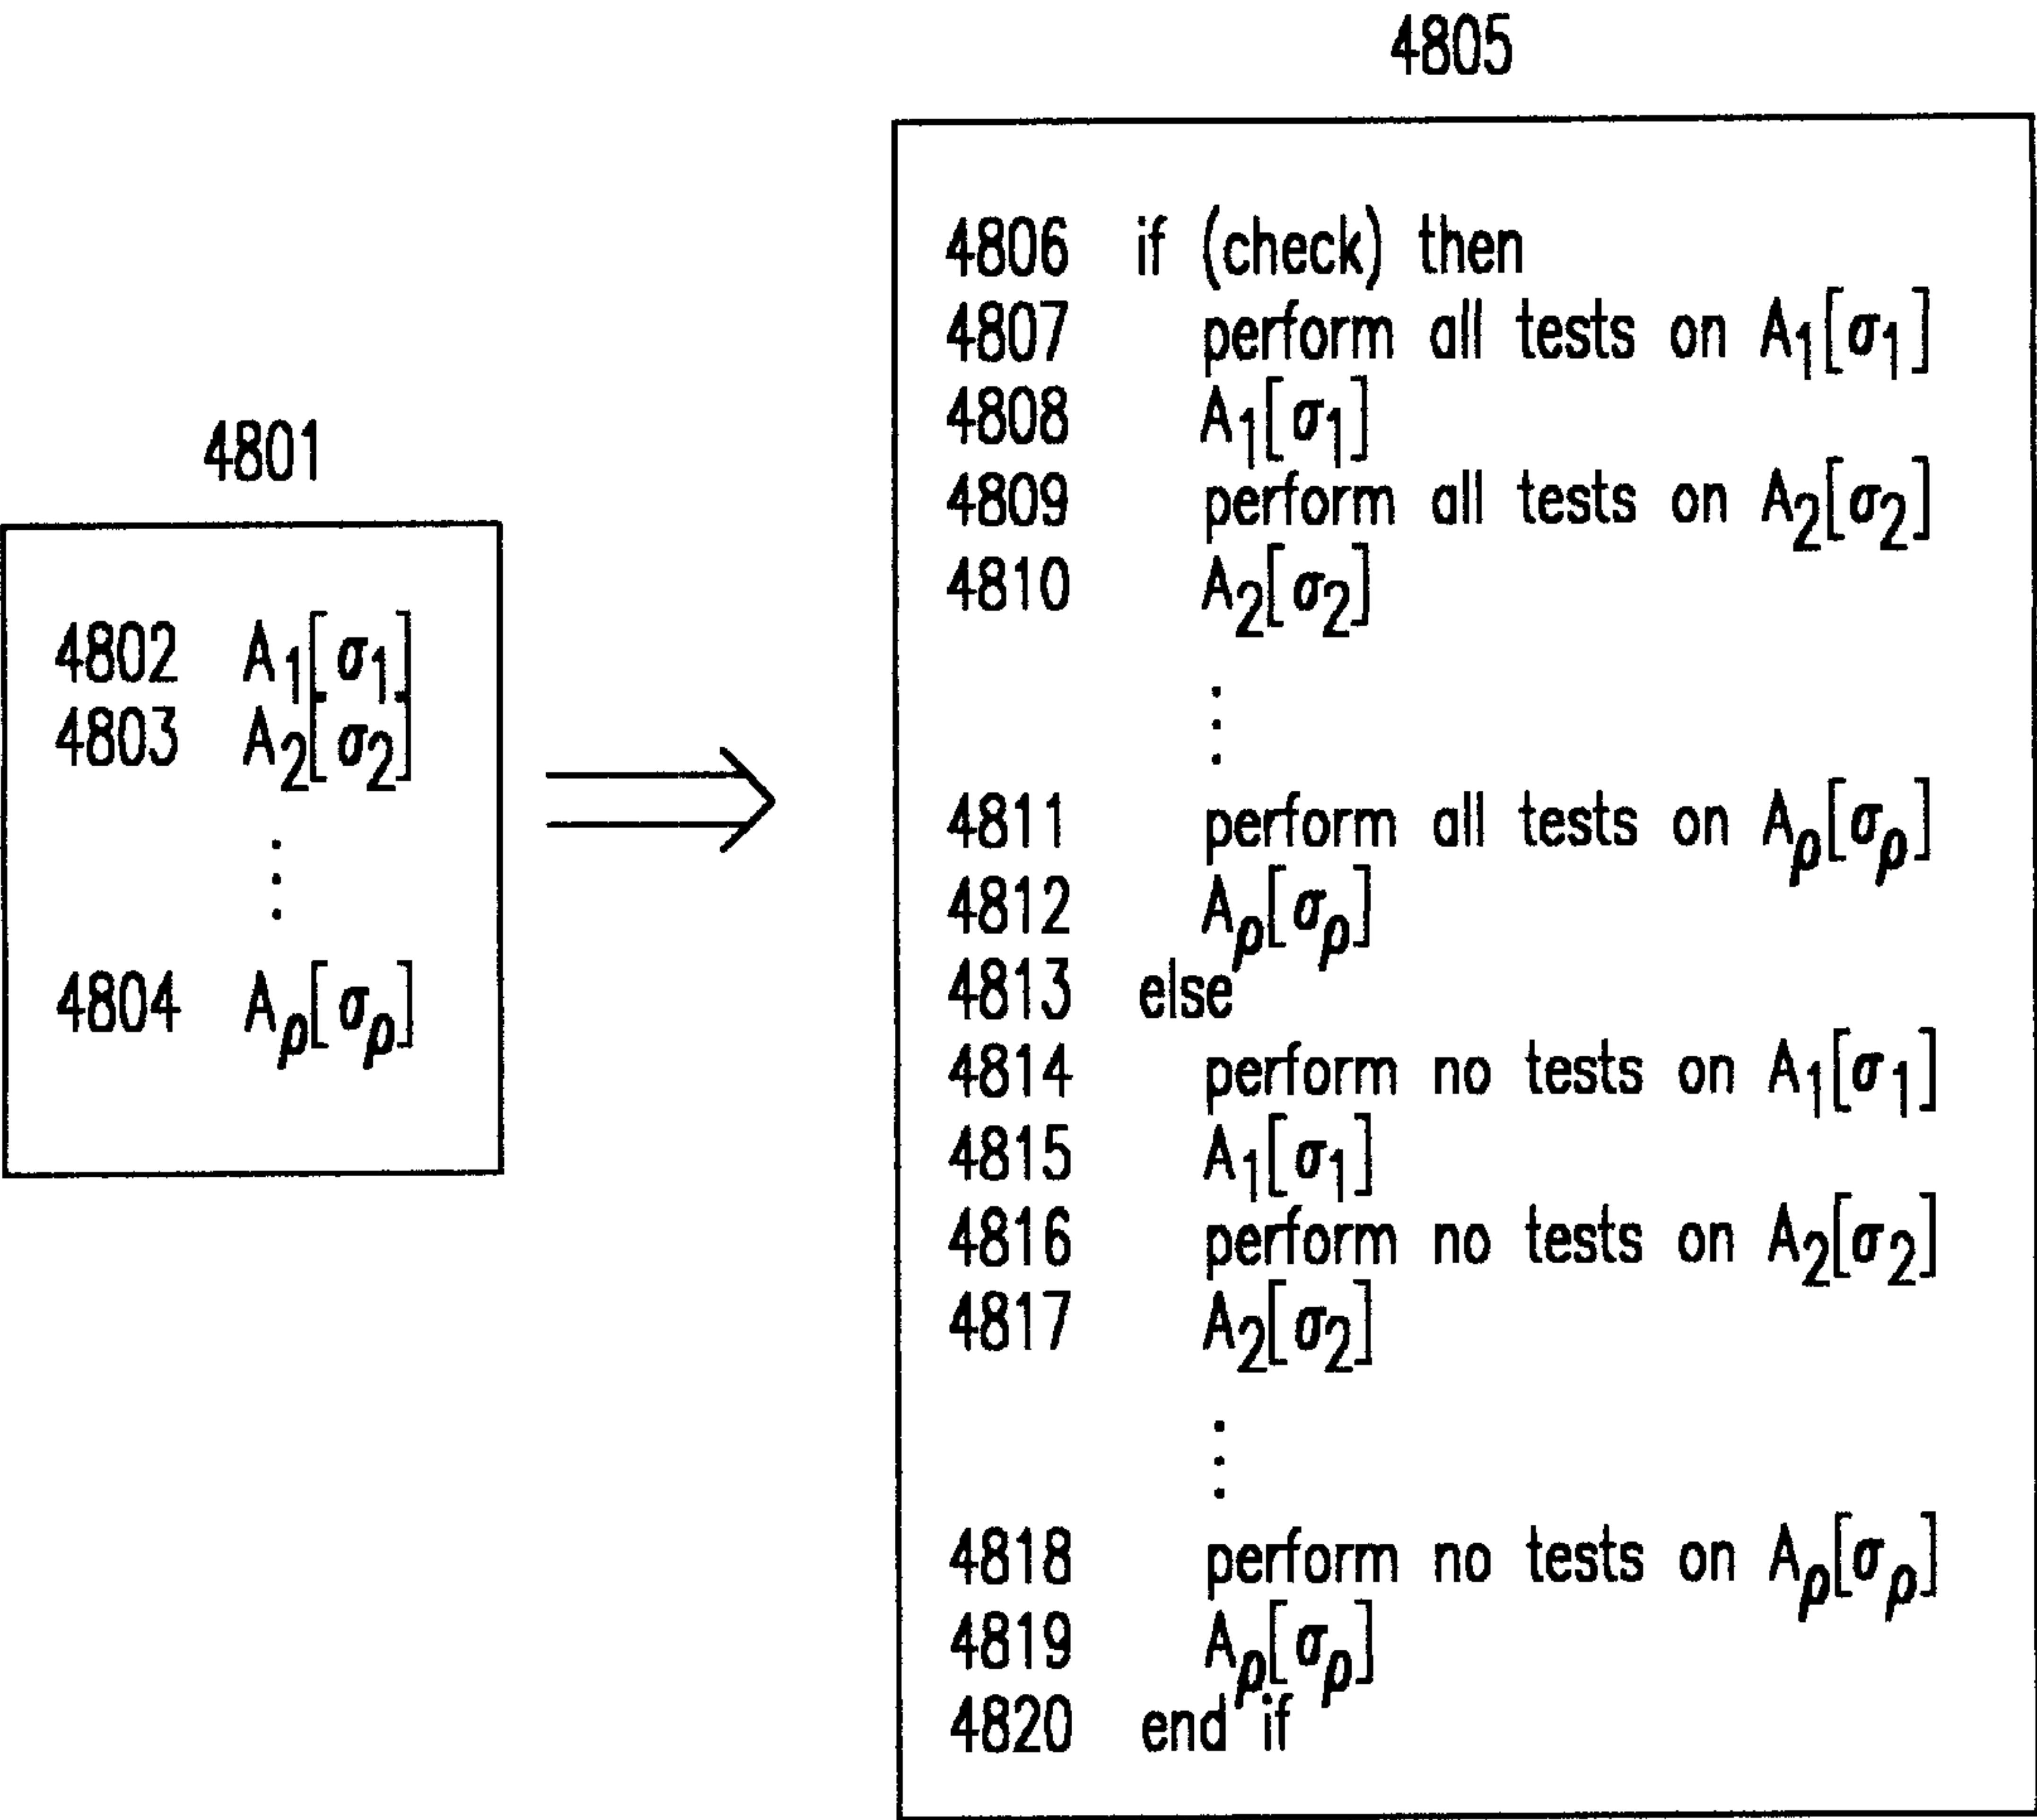 4801
4802 A₁[σ₁]
4803 A₂[σ₂]
⋮
4804 Aρ[σρ]
4805
4806 if (check) then
4807 perform all tests on A₁[σ₁]
4808 A₁[σ₁]
4809 perform all tests on A₂[σ₂]
4810 A₂[σ₂]
⋮
4811 perform all tests on Aρ[σρ]
4812 Aρ[σρ]
4813 else
4814 perform no tests on A₁[σ₁]
4815 A₁[σ₁]
4816 perform no tests on A₂[σ₂]
4817 A₂[σ₂]
⋮
4818 perform no tests on Aρ[σρ]
4819 Aρ[σρ]
4820 end if